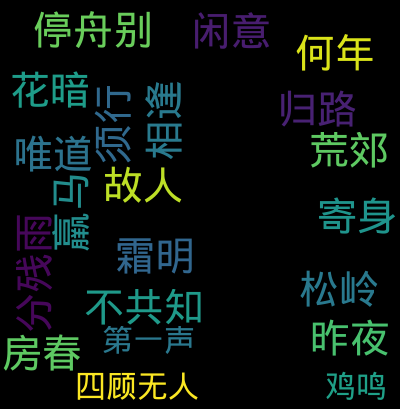 停舟别
闲意
何年
花暗
须行
相逢
归路
唯道
荒郊
故人
羸马
寄身
分残雨
霜明
松岭
不共知
第一声
昨夜
房春
四顾无人
鸡鸣